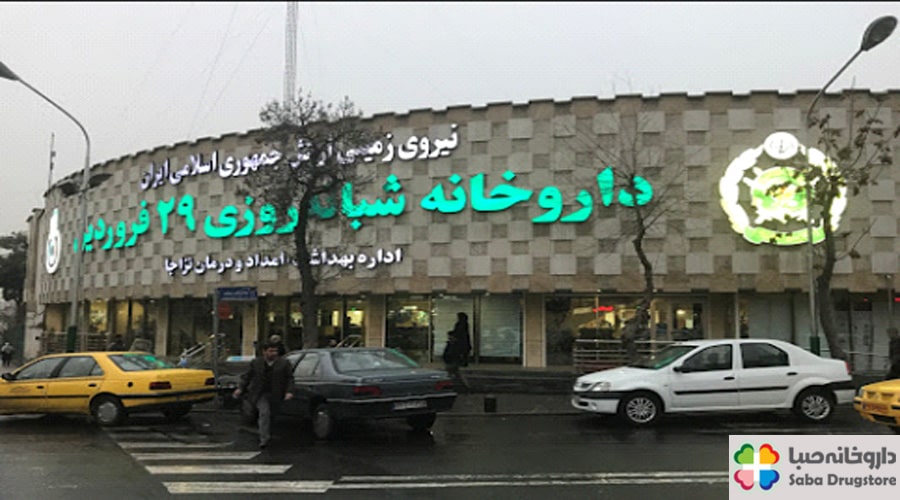 نیروی زمینی ارتش جمهوری اسلامی ایران
داروخانه شبانه روزی ۲۹ فروردین
اداره بهداشت امداد و درمان نزاجا
داروخانه صبا
Saba Drugstore